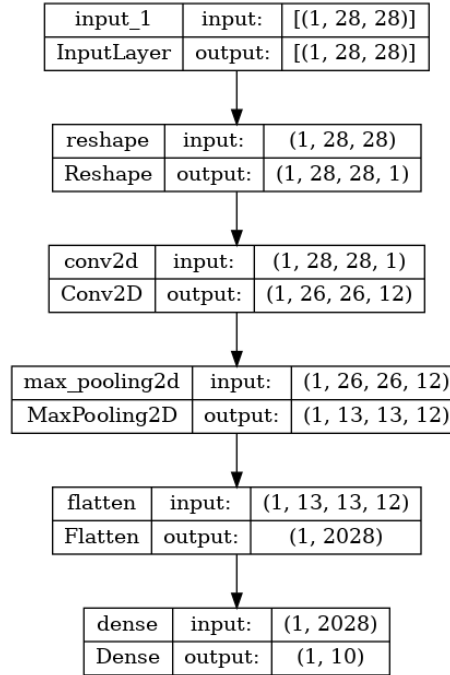 input_1 input: [(1, 28, 28)]
InputLayer output: [(1, 28, 28)]
reshape input: (1, 28, 28)
Reshape output: (1, 28, 28, 1)
conv2d input: (1, 28, 28, 1)
Conv2D output: (1, 26, 26, 12)
max_pooling2d input: (1, 26, 26, 12)
MaxPooling2D output: (1, 13, 13, 12)
flatten input: (1, 13, 13, 12)
Flatten output: (1, 2028)
dense input: (1, 2028)
Dense output: (1, 10)